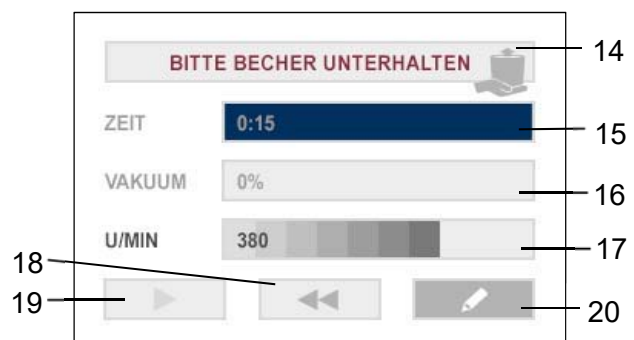 BITTE BECHER UNTERHALTEN
14
ZEIT 0:15
15
VAKUUM 0%
16
U/MIN 380
17
18
19
20